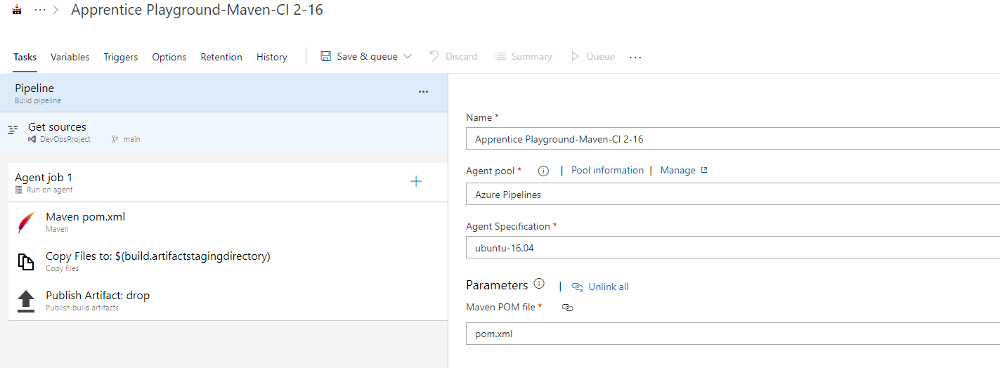 ··· > Apprentice Playground-Maven-CI 2-16
Tasks Variables Triggers Options Retention History Save & queue Discard Summary Queue ···
Pipeline ···
Build pipeline
Get sources
DevOpsProject main
Agent job 1
Run on agent
Maven pom.xml
Maven
Copy Files to: $(build.artifactstagingdirectory)
Copy files
Publish Artifact: drop
Publish build artifacts
Name *
Apprentice Playground-Maven-CI 2-16
Agent pool * | Pool information | Manage
Azure Pipelines
Agent Specification *
ubuntu-16.04
Parameters | Unlink all
Maven POM file *
pom.xml